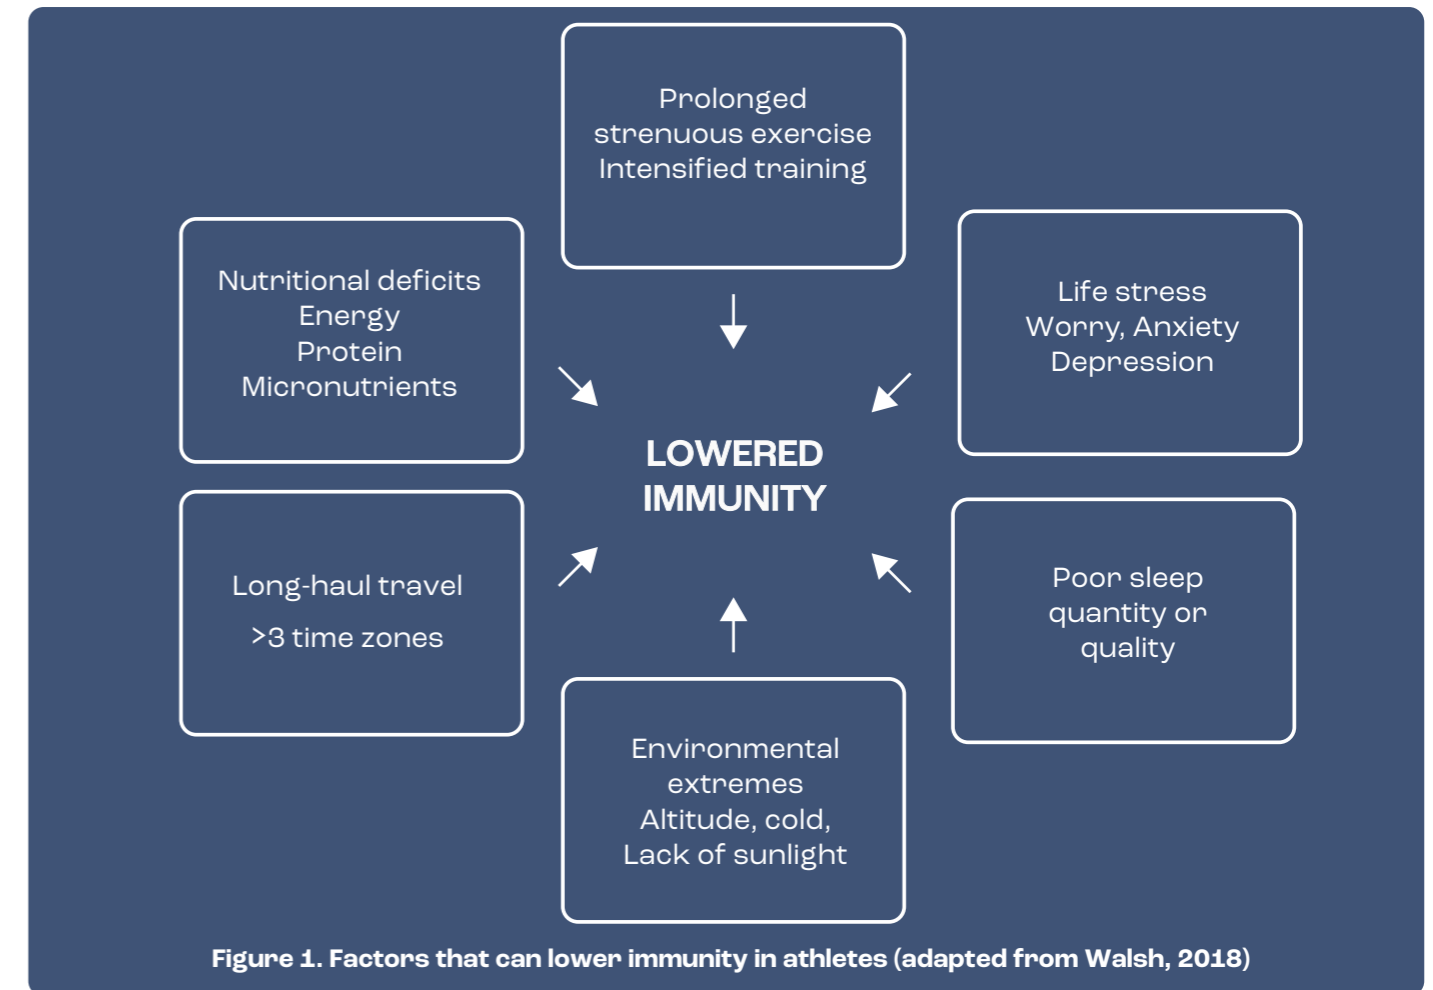 Prolonged
strenuous exercise
Intensified training
Nutritional deficits
Energy
Protein
Micronutrients
Life stress
Worry, Anxiety
Depression
LOWERED
IMMUNITY
Long-haul travel
>3 time zones
Poor sleep
quantity or
quality
Environmental
extremes
Altitude, cold,
Lack of sunlight
Figure 1. Factors that can lower immunity in athletes (adapted from Walsh, 2018)